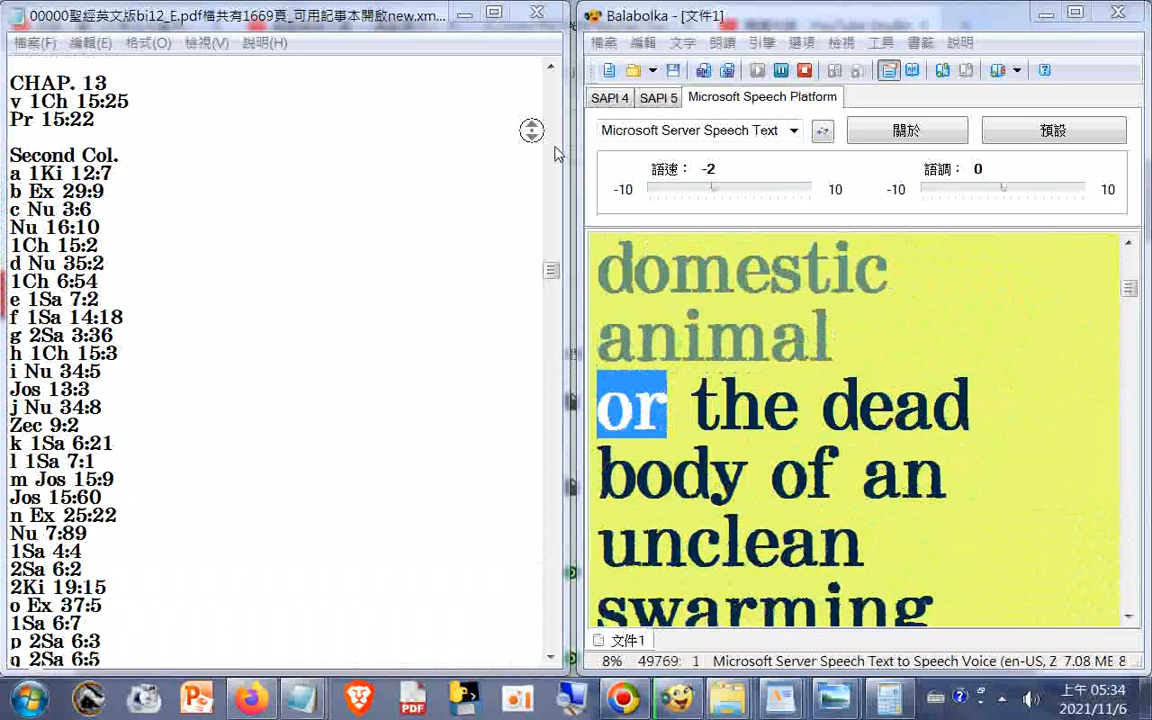 00000聖經英文版bi12_E.pdf檔共有1669頁_可用記事本開啟new.xm...
檔案(F) 編輯(E) 格式(O) 檢視(V) 說明(H)
CHAP. 13
v 1Ch 15:25
Pr 15:22
Second Col.
a 1Ki 12:7
b Ex 29:9
c Nu 3:6
Nu 16:10
1Ch 15:2
d Nu 35:2
1Ch 6:54
e 1Sa 7:2
f 1Sa 14:18
g 2Sa 3:36
h 1Ch 15:3
i Nu 34:5
Jos 13:3
j Nu 34:8
Zec 9:2
k 1Sa 6:21
l 1Sa 7:1
m Jos 15:9
Jos 15:60
n Ex 25:22
Nu 7:89
1Sa 4:4
2Sa 6:2
2Ki 19:15
o Ex 37:5
1Sa 6:7
p 2Sa 6:3
q 2Sa 6:5
Balabolka - [文件1]
檔案 編輯 文字 朗讀 引擎 選項 檢視 工具 書籤 說明
SAPI 4 SAPI 5 Microsoft Speech Platform
Microsoft Server Speech Text 關於 預設
語速： -2 語調： 0
-10 10 -10 10
domestic
animal
or the dead
body of an
unclean
swarming
文件1
8% 49769: 1 Microsoft Server Speech Text to Speech Voice (en-US, Z 7.08 ME 8
上午 05:34
2021/11/6